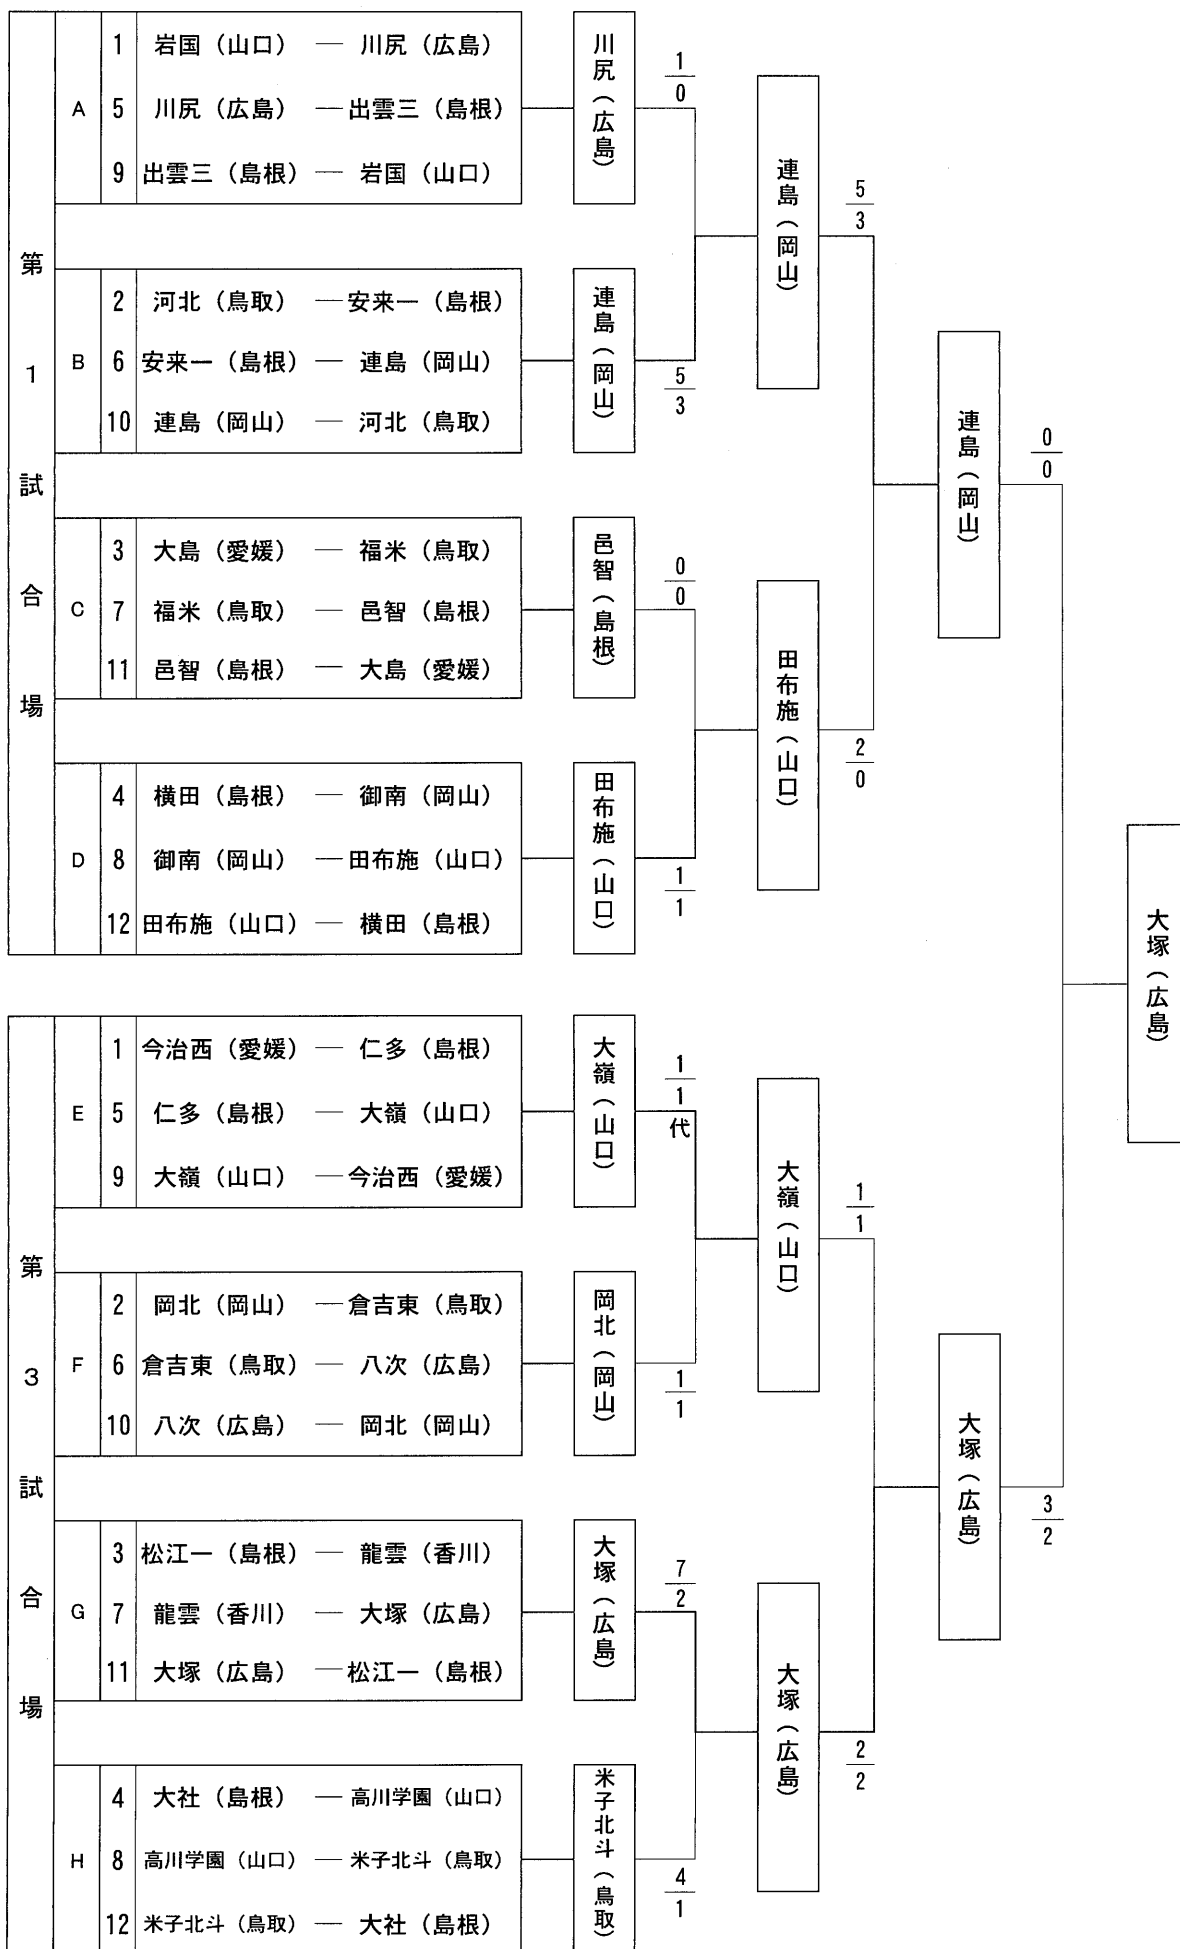 第1試合場
A
1 岩国（山口） ― 川尻（広島）
5 川尻（広島） ― 出雲三（島根）
9 出雲三（島根） ― 岩国（山口）
川尻（広島）
1
0
B
2 河北（鳥取） ― 安来一（島根）
6 安来一（島根） ― 連島（岡山）
10 連島（岡山） ― 河北（鳥取）
連島（岡山）
5
3
連島（岡山）
5
3
C
3 大島（愛媛） ― 福米（鳥取）
7 福米（鳥取） ― 邑智（島根）
11 邑智（島根） ― 大島（愛媛）
邑智（島根）
0
0
D
4 横田（島根） ― 御南（岡山）
8 御南（岡山） ― 田布施（山口）
12 田布施（山口） ― 横田（島根）
田布施（山口）
1
1
田布施（山口）
2
0
連島（岡山）
0
0
第3試合場
E
1 今治西（愛媛） ― 仁多（島根）
5 仁多（島根） ― 大嶺（山口）
9 大嶺（山口） ― 今治西（愛媛）
大嶺（山口）
1
1
代
F
2 岡北（岡山） ― 倉吉東（鳥取）
6 倉吉東（鳥取） ― 八次（広島）
10 八次（広島） ― 岡北（岡山）
岡北（岡山）
1
1
大嶺（山口）
1
1
G
3 松江一（島根） ― 龍雲（香川）
7 龍雲（香川） ― 大塚（広島）
11 大塚（広島） ― 松江一（島根）
大塚（広島）
7
2
H
4 大社（島根） ― 高川学園（山口）
8 高川学園（山口） ― 米子北斗（鳥取）
12 米子北斗（鳥取） ― 大社（島根）
米子北斗（鳥取）
4
1
大塚（広島）
2
2
大塚（広島）
3
2
大塚（広島）